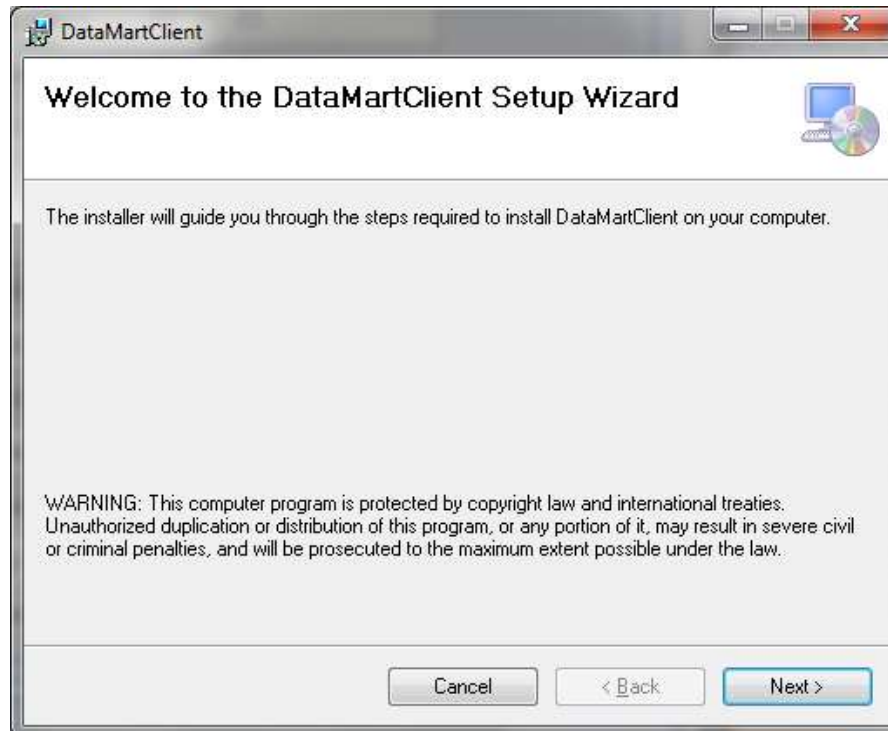 DataMartClient
Welcome to the DataMartClient Setup Wizard
The installer will guide you through the steps required to install DataMartClient on your computer.
WARNING: This computer program is protected by copyright law and international treaties.
Unauthorized duplication or distribution of this program, or any portion of it, may result in severe civil
or criminal penalties, and will be prosecuted to the maximum extent possible under the law.
Cancel
< Back
Next >